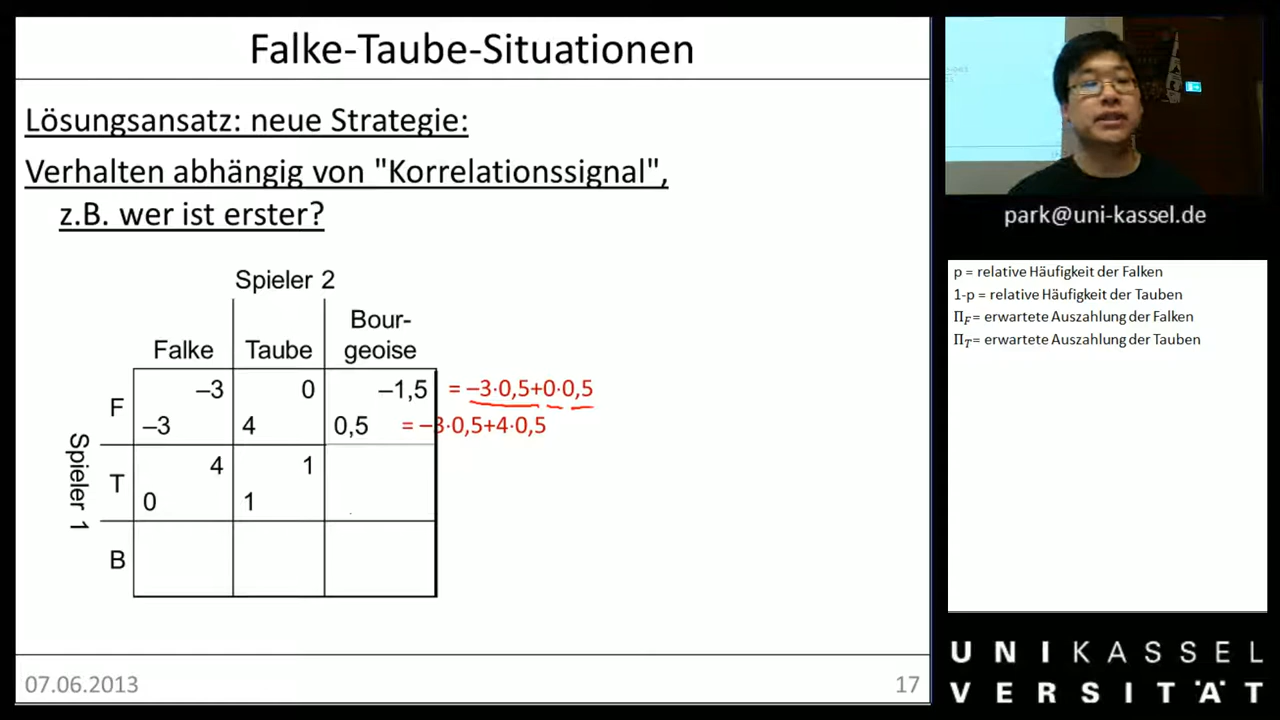 Falke-Taube-Situationen
Lösungsansatz: neue Strategie:
Verhalten abhängig von "Korrelationssignal",
z.B. wer ist erster?
Spieler 2
Bour-
Falke Taube geoise
F –3 0 –1,5 = –3·0,5+0·0,5
–3 4 0,5 = –3·0,5+4·0,5
Spieler 1
T 4 1
0 1
B
07.06.2013 17
park@uni-kassel.de
p = relative Häufigkeit der Falken
1-p = relative Häufigkeit der Tauben
Π_F = erwartete Auszahlung der Falken
Π_T = erwartete Auszahlung der Tauben
UNIKASSEL
VERSITÄT